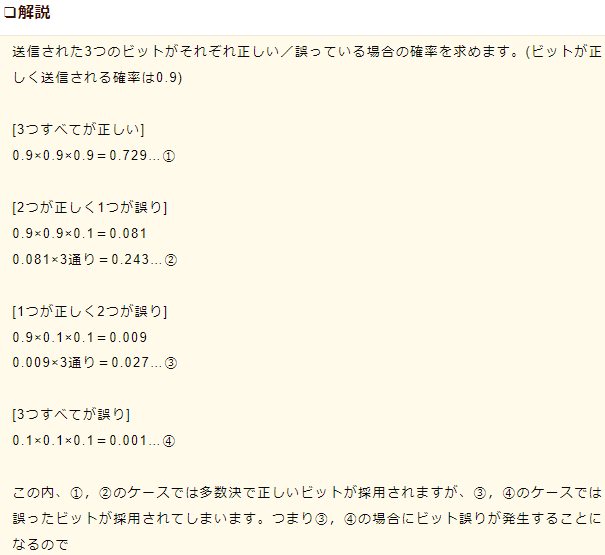 ❏解説
送信された3つのビットがそれぞれ正しい／誤っている場合の確率を求めます。(ビットが正
しく送信される確率は0.9)
[3つすべてが正しい]
0.9×0.9×0.9＝0.729…①
[2つが正しく1つが誤り]
0.9×0.9×0.1＝0.081
0.081×3通り＝0.243…②
[1つが正しく2つが誤り]
0.9×0.1×0.1＝0.009
0.009×3通り＝0.027…③
[3つすべてが誤り]
0.1×0.1×0.1＝0.001…④
この内、①，②のケースでは多数決で正しいビットが採用されますが、③，④のケースでは
誤ったビットが採用されてしまいます。つまり③，④の場合にビット誤りが発生することに
なるので